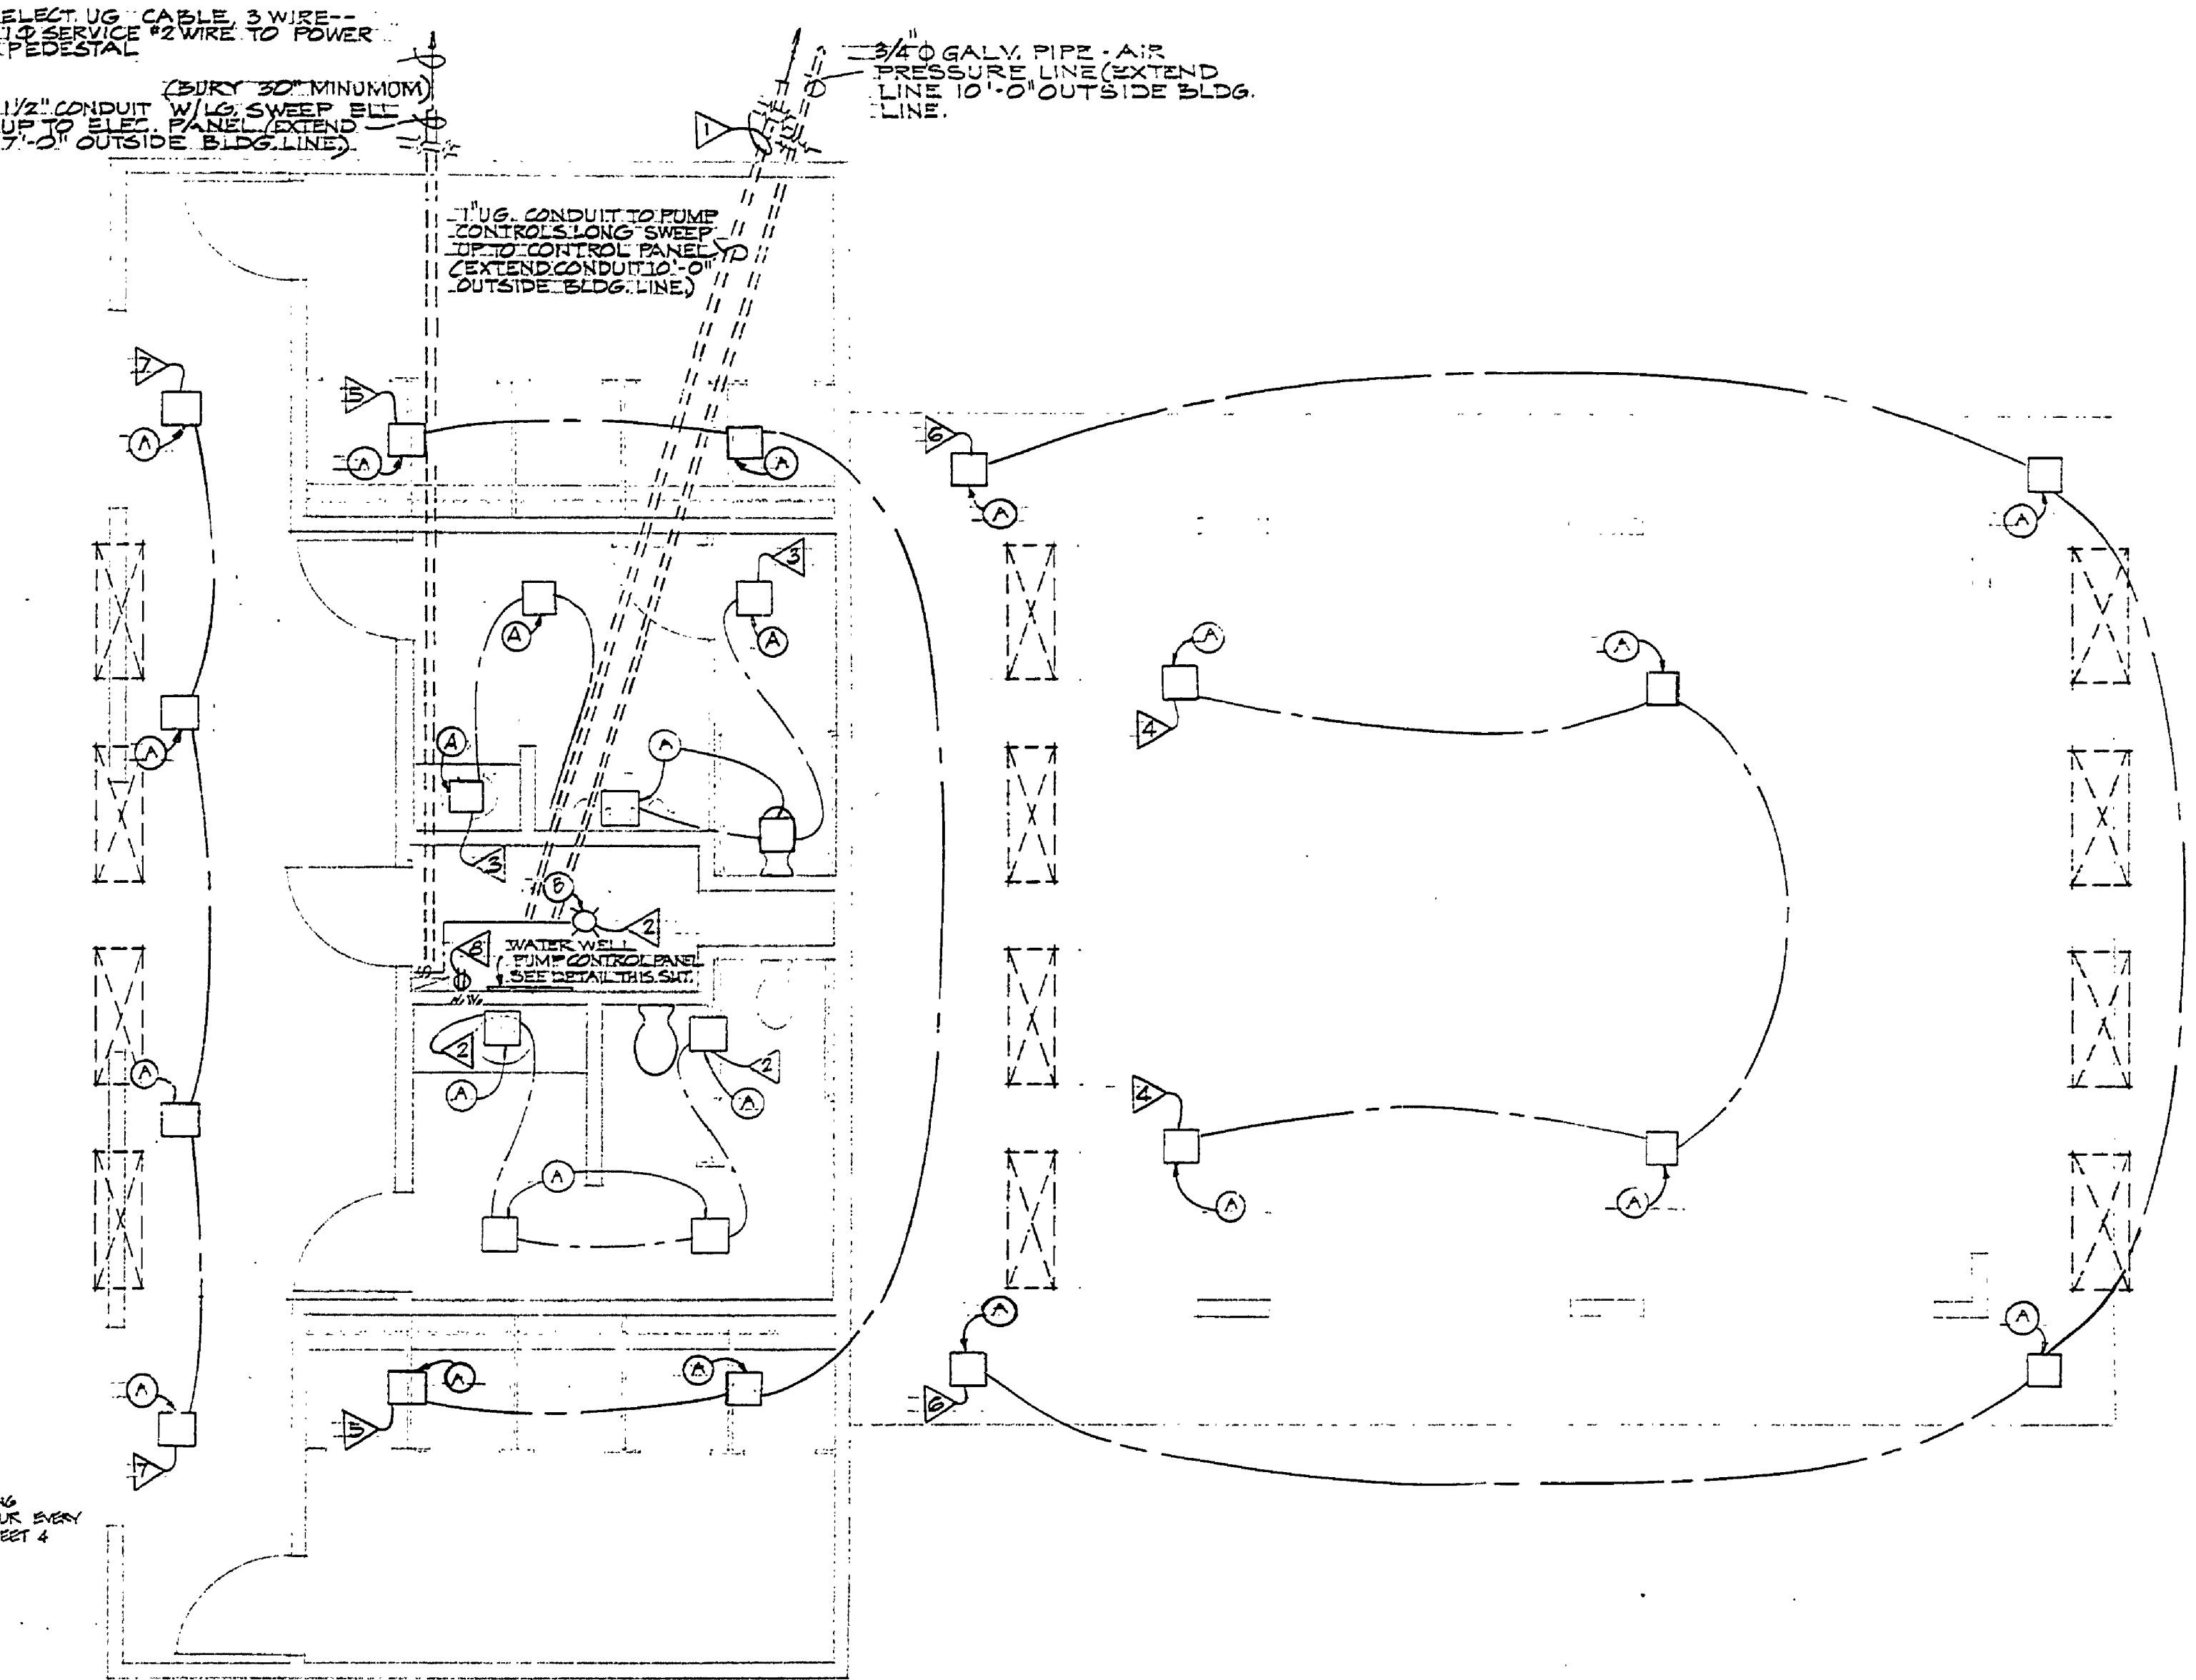 ELECT. UG CABLE, 3 WIRE--
1Φ SERVICE #2 WIRE TO POWER
PEDESTAL
(BURY 30" MINUMOM)
1 1/2" CONDUIT W/LG. SWEEP ELL
UP TO ELEC. PANEL (EXTEND
7'-0" OUTSIDE BLDG. LINE)
3/4"Φ GALV. PIPE - AIR
PRESSURE LINE (EXTEND
LINE 10'-0" OUTSIDE BLDG.
LINE.
1
1" UG. CONDUIT TO PUMP
CONTROLS LONG SWEEP
UP TO CONTROL PANEL
(EXTEND CONDUIT 10'-0"
OUTSIDE BLDG. LINE)
7
A
5
A
A
6
A
A
3
A
A
A
A
4
A
A
A
3
B
2
8
WATER WELL
PUMP CONTROL PANEL
SEE DETAIL THIS SHT.
2
A
2
A
A
A
4
A
A
A
A
A
A
5
A
6
A
7
UR EVERY
EET 4